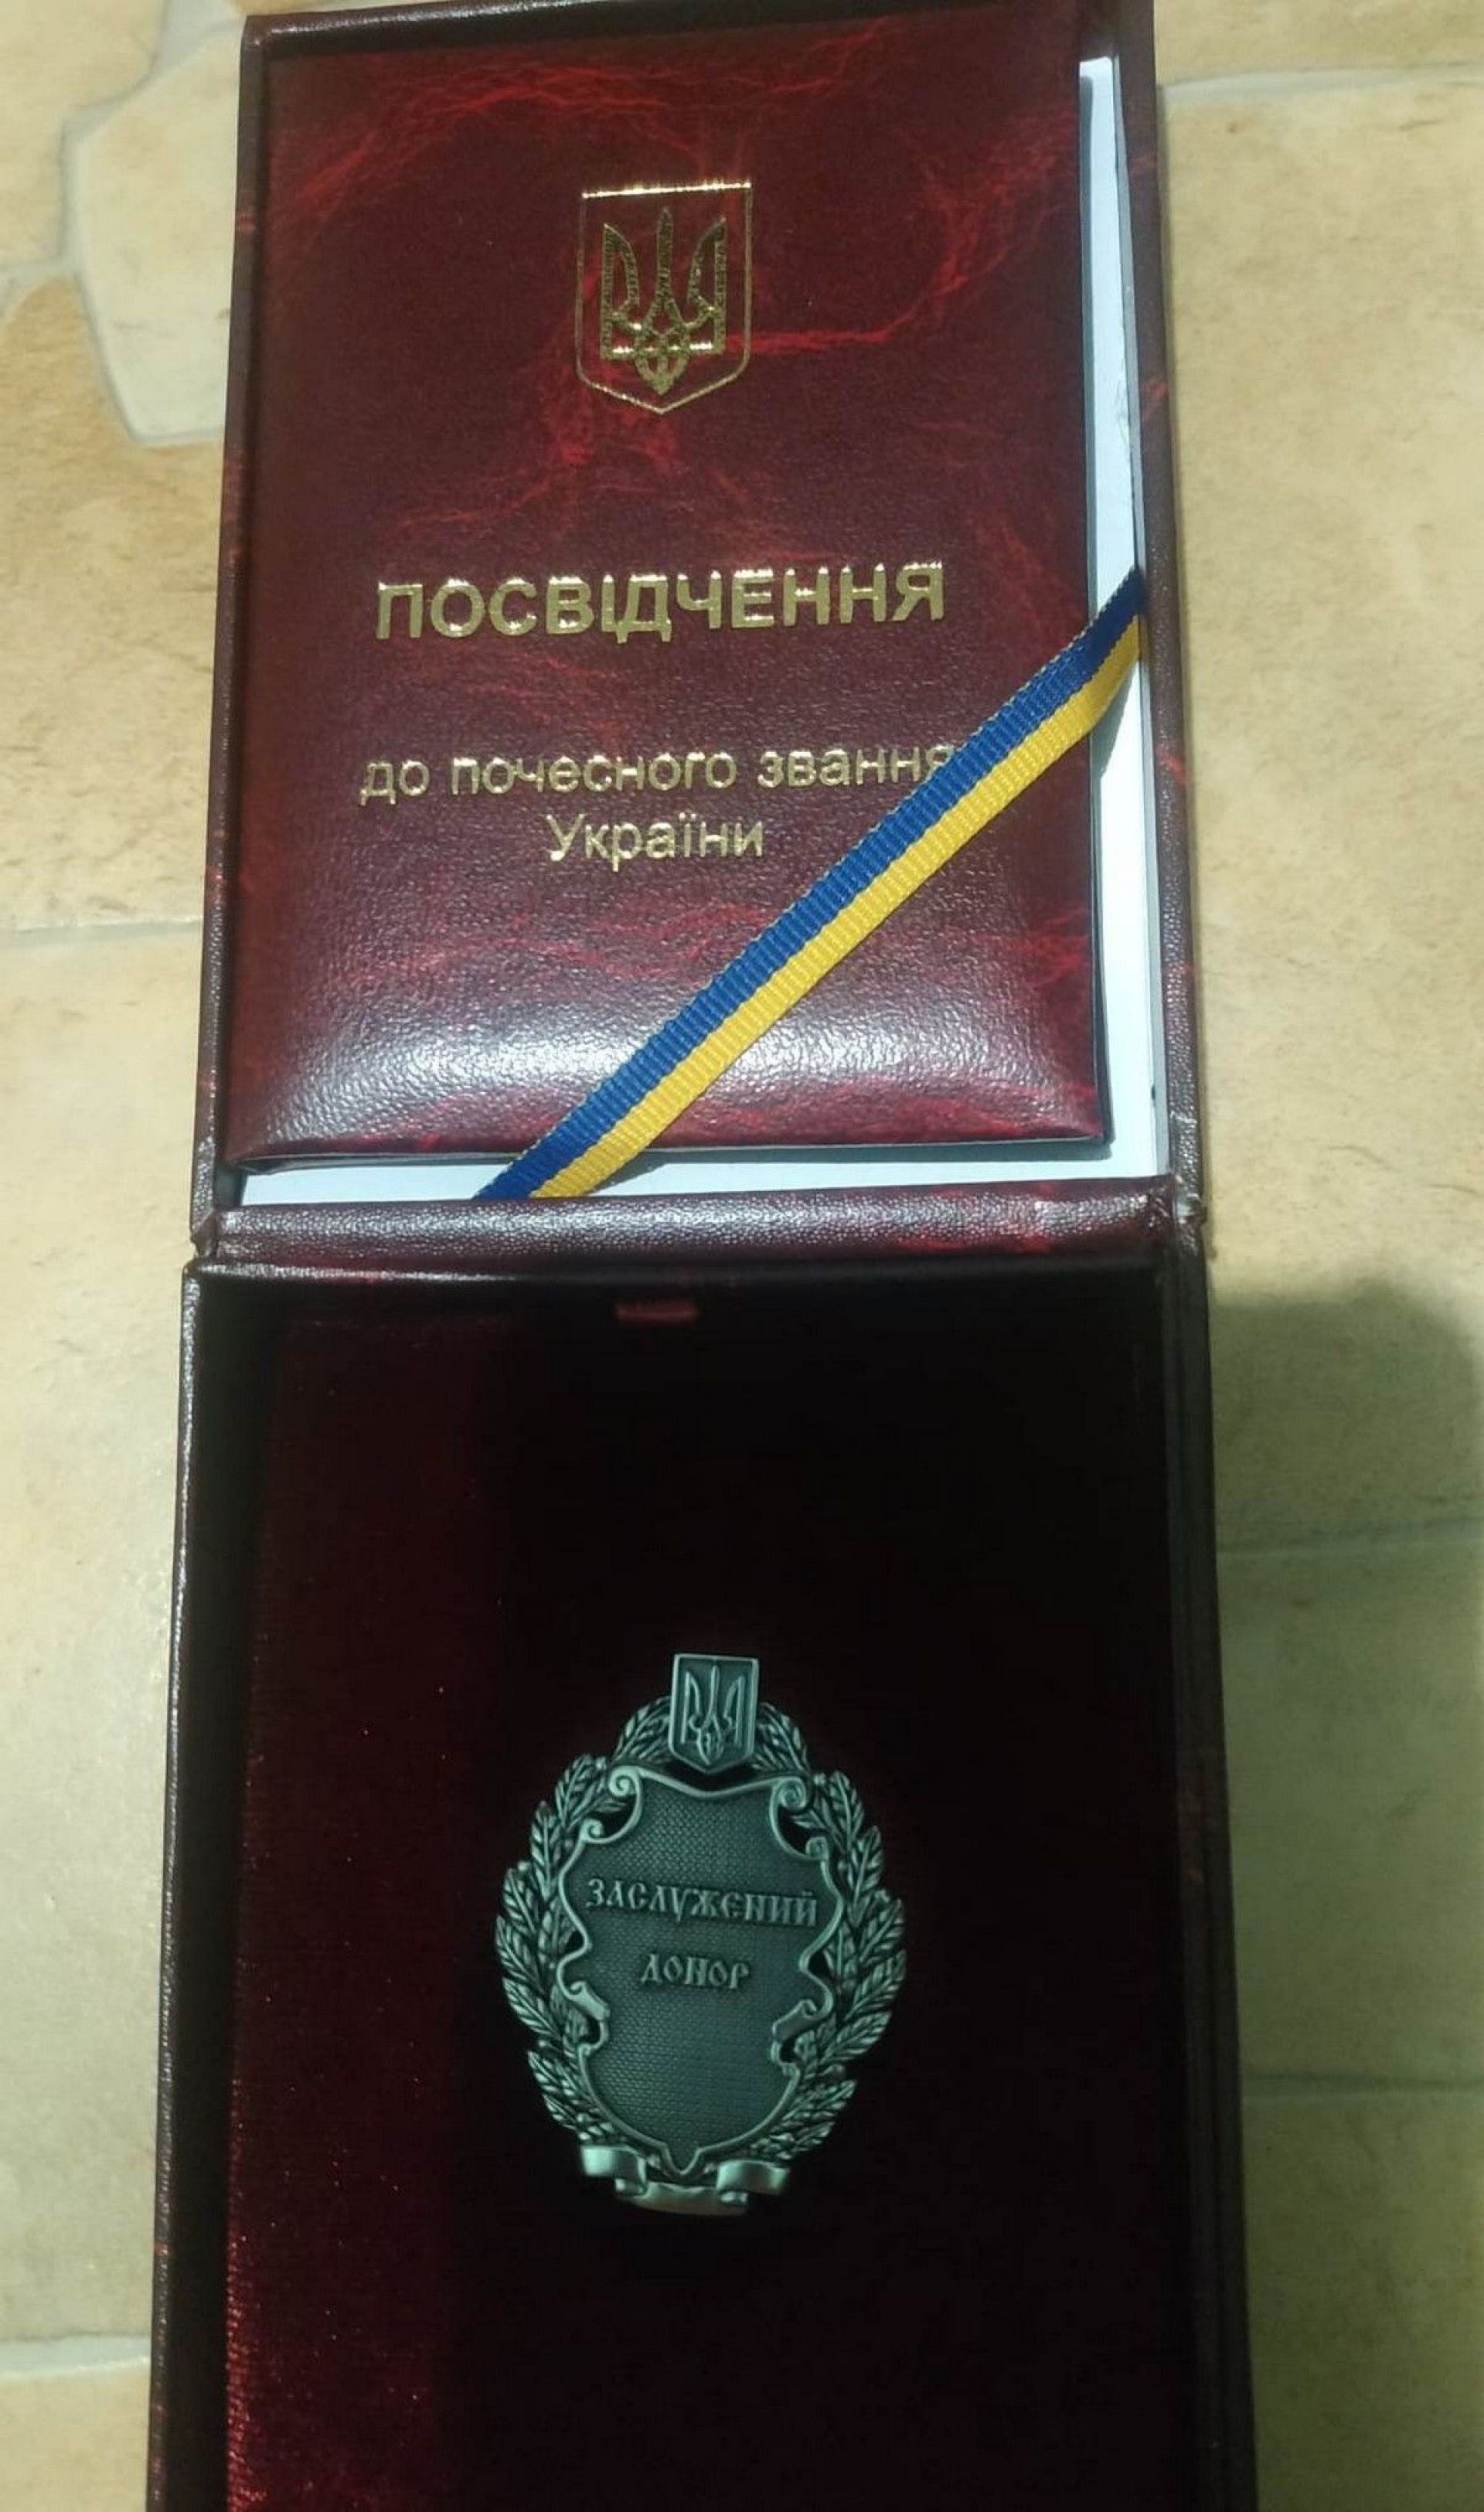 ПОСВІДЧЕННЯ
до почесного звання
України
ЗАСЛУЖЕНИЙ
ДОНОР